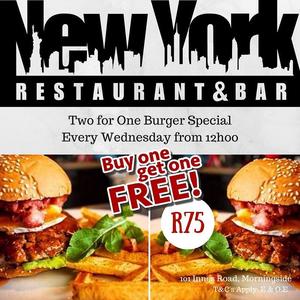 New York
RESTAURANT&BAR
Two for One Burger Special
Every Wednesday from 12h00
Buy one
get one
FREE!
R75
101 Innes Road, Morningside
T&C's Apply. E & O.E.